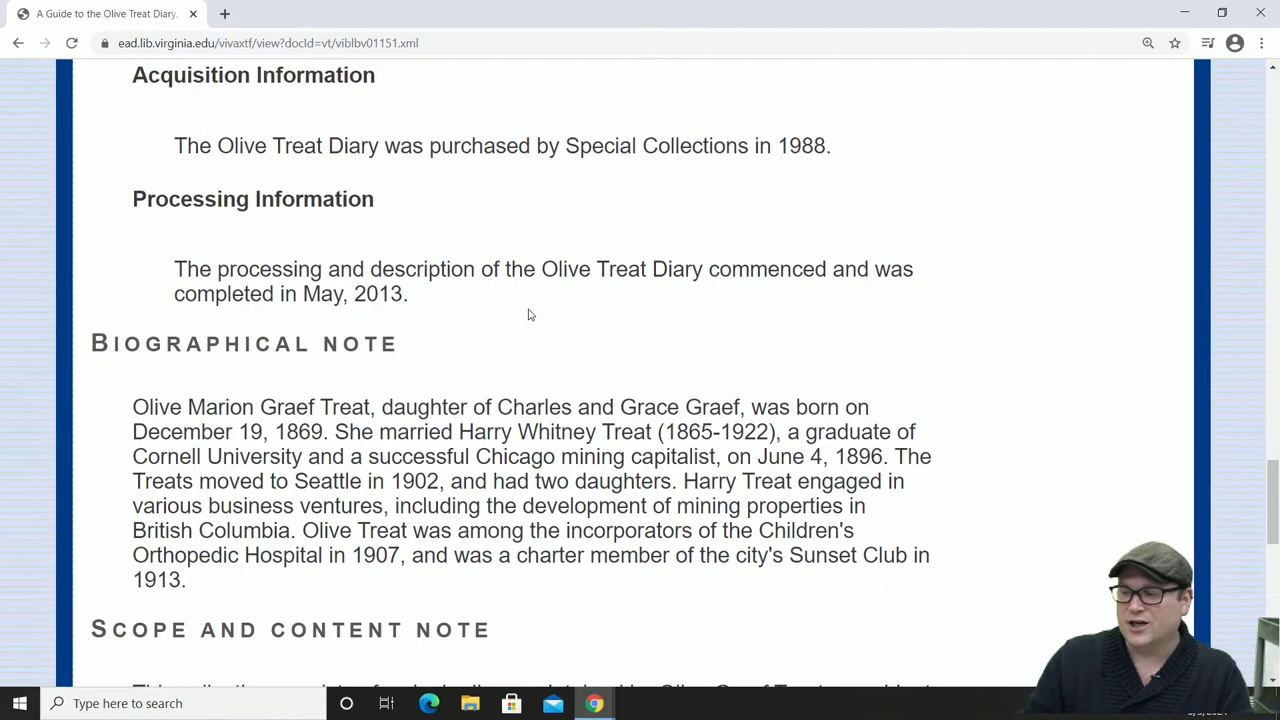 A Guide to the Olive Treat Diary,
ead.lib.virginia.edu/vivaxtf/view?docId=vt/viblbv01151.xml
Acquisition Information
The Olive Treat Diary was purchased by Special Collections in 1988.
Processing Information
The processing and description of the Olive Treat Diary commenced and was
completed in May, 2013.
BIOGRAPHICAL NOTE
Olive Marion Graef Treat, daughter of Charles and Grace Graef, was born on
December 19, 1869. She married Harry Whitney Treat (1865-1922), a graduate of
Cornell University and a successful Chicago mining capitalist, on June 4, 1896. The
Treats moved to Seattle in 1902, and had two daughters. Harry Treat engaged in
various business ventures, including the development of mining properties in
British Columbia. Olive Treat was among the incorporators of the Children's
Orthopedic Hospital in 1907, and was a charter member of the city's Sunset Club in
1913.
SCOPE AND CONTENT NOTE
Type here to search